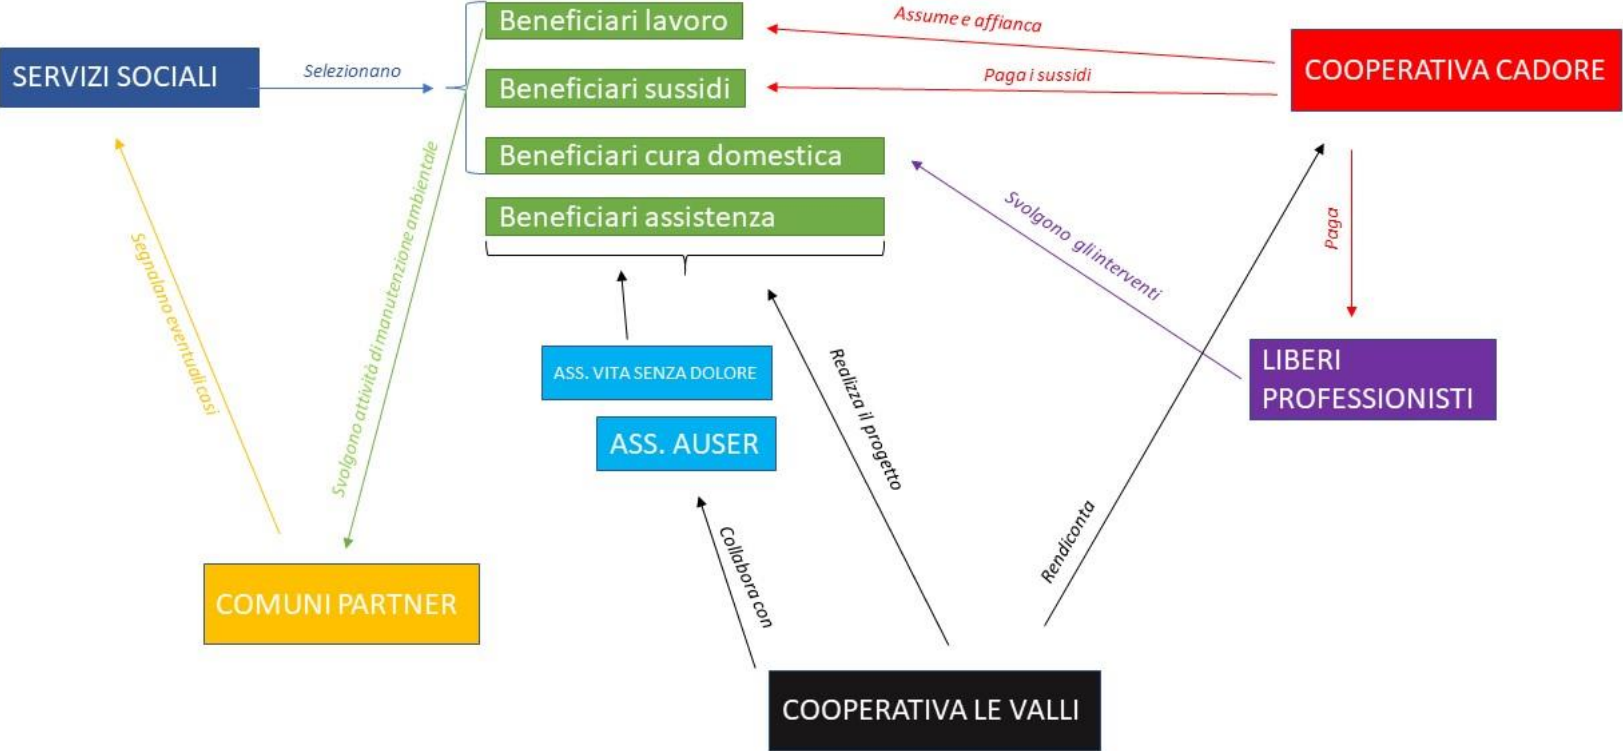 Beneficiari lavoro
Assume e affianca
SERVIZI SOCIALI
Selezionano
Beneficiari sussidi
Paga i sussidi
COOPERATIVA CADORE
Beneficiari cura domestica
Beneficiari assistenza
Svolgono gli interventi
Paga
Segnalano eventuali casi
Svolgono attività di manutenzione ambientale
ASS. VITA SENZA DOLORE
Realizza il progetto
LIBERI
PROFESSIONISTI
ASS. AUSER
Collabora con
Rendiconta
COMUNI PARTNER
COOPERATIVA LE VALLI